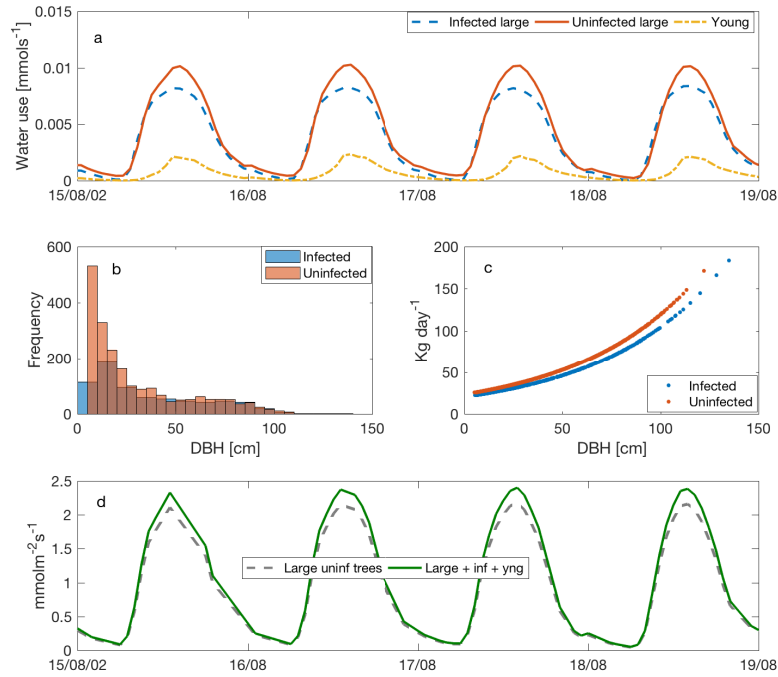 0.015
a
Infected large
Uninfected large
Young
0.01
0.005
0
Water use [mmols-1]
15/08/02
16/08
17/08
18/08
19/08
600
b
Infected
Uninfected
400
200
0
Frequency
0
50
100
150
DBH [cm]
200
c
150
100
50
0
Kg day-1
Infected
Uninfected
0
50
100
150
DBH [cm]
2.5
d
2
1.5
1
0.5
0
mmolm-2s-1
Large uninf trees
Large + inf + yng
15/08/02
16/08
17/08
18/08
19/08